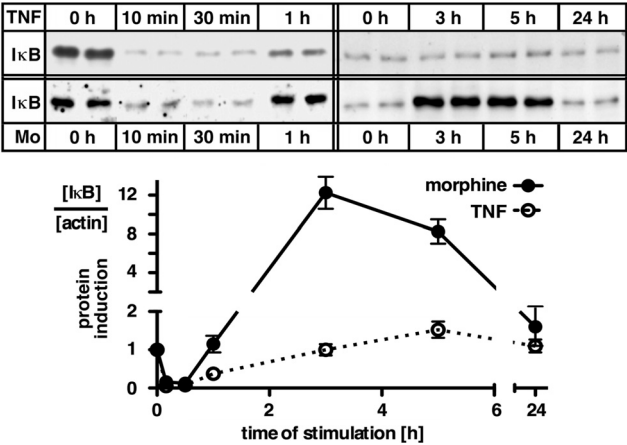 TNF 0 h 10 min 30 min 1 h 0 h 3 h 5 h 24 h
IκB
IκB
Mo 0 h 10 min 30 min 1 h 0 h 3 h 5 h 24 h
[IκB]
[actin]
protein
induction
12
8
4
2
1
0
morphine
TNF
0 2 4 6 24
time of stimulation [h]